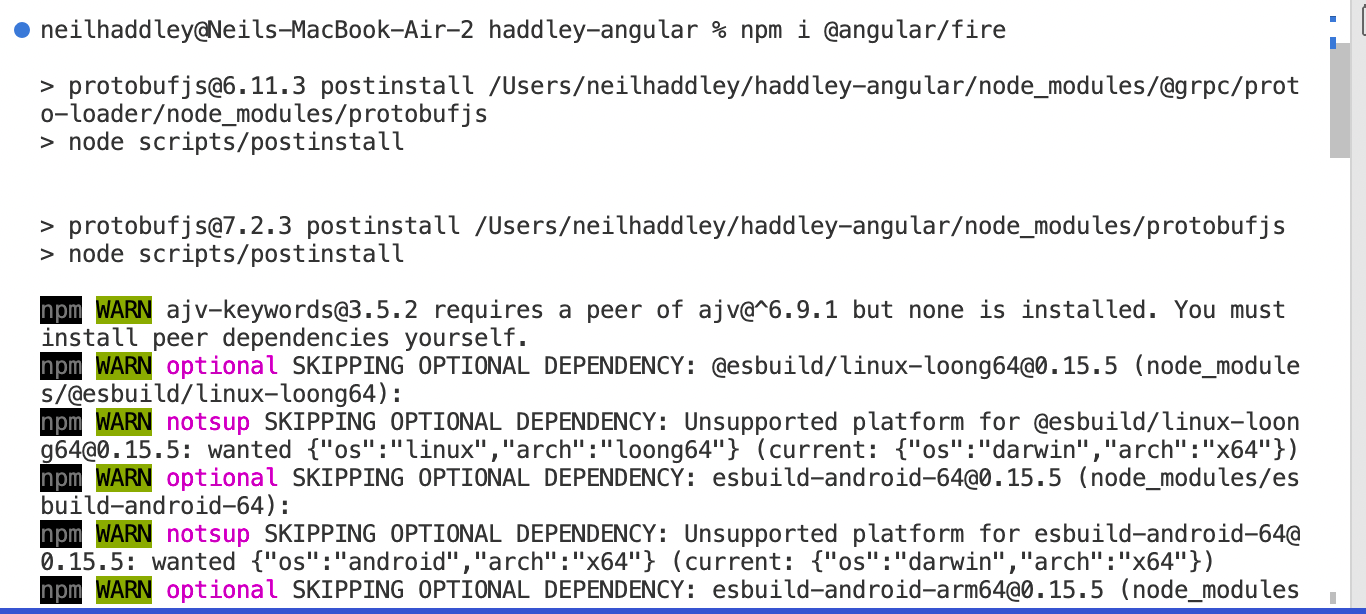 neilhaddley@Neils-MacBook-Air-2 haddley-angular % npm i @angular/fire
> protobufjs@6.11.3 postinstall /Users/neilhaddley/haddley-angular/node_modules/@grpc/prot
o-loader/node_modules/protobufjs
> node scripts/postinstall
> protobufjs@7.2.3 postinstall /Users/neilhaddley/haddley-angular/node_modules/protobufjs
> node scripts/postinstall
npm WARN ajv-keywords@3.5.2 requires a peer of ajv@^6.9.1 but none is installed. You must
install peer dependencies yourself.
npm WARN optional SKIPPING OPTIONAL DEPENDENCY: @esbuild/linux-loong64@0.15.5 (node_module
s/@esbuild/linux-loong64):
npm WARN notsup SKIPPING OPTIONAL DEPENDENCY: Unsupported platform for @esbuild/linux-loon
g64@0.15.5: wanted {"os":"linux","arch":"loong64"} (current: {"os":"darwin","arch":"x64"})
npm WARN optional SKIPPING OPTIONAL DEPENDENCY: esbuild-android-64@0.15.5 (node_modules/es
build-android-64):
npm WARN notsup SKIPPING OPTIONAL DEPENDENCY: Unsupported platform for esbuild-android-64@
0.15.5: wanted {"os":"android","arch":"x64"} (current: {"os":"darwin","arch":"x64"})
npm WARN optional SKIPPING OPTIONAL DEPENDENCY: esbuild-android-arm64@0.15.5 (node_modules